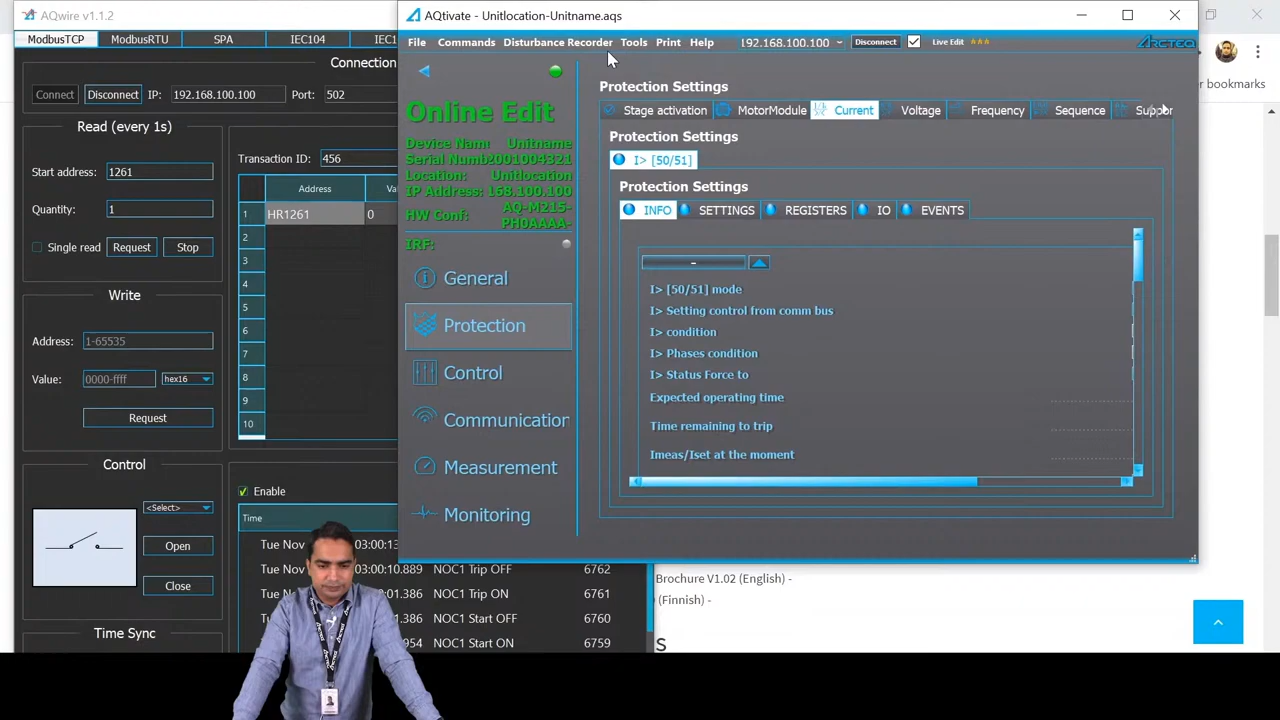 AQwire v1.1.2
ModbusTCP
ModbusRTU
SPA
IEC104
Connection
Connect
Disconnect
IP:
192.168.100.100
Port:
502
Read (every 1s)
Start address:
1261
Quantity:
1
Single read
Request
Stop
Transaction ID:
456
Address
1
HR1261
0
2
3
4
5
6
7
8
9
10
Write
Address:
1-65535
Value:
0000-ffff
hex16
Request
Control
<Select>
Open
Close
Time Sync
Enable
Time
Tue Nov
03:00:13
Tue Nov
03:00:10.889
NOC1 Trip OFF
6762
Tue Nov
01.386
NOC1 Trip ON
6761
Tue Nov
01.386
NOC1 Start OFF
6760
Tue Nov
954
NOC1 Start ON
6759
AQtivate - Unitlocation-Unitname.aqs
File
Commands
Disturbance Recorder
Tools
Print
Help
192.168.100.100
Disconnect
Live Edit
ARCTEQ
Online Edit
Device Name:
Unitname
Serial Numb
2001004321
Location:
Unitlocation
IP Address:
168.100.100
HW Conf:
AQ-M215-
PH0AAAA-
IRF:
General
Protection
Control
Communication
Measurement
Monitoring
Protection Settings
Stage activation
MotorModule
Current
Voltage
Frequency
Sequence
Protection Settings
I> [50/51]
Protection Settings
INFO
SETTINGS
REGISTERS
IO
EVENTS
-
I> [50/51] mode
I> Setting control from comm bus
I> condition
I> Phases condition
I> Status Force to
Expected operating time
Time remaining to trip
Imeas/Iset at the moment
er bookmarks
Brochure V1.02 (English) -
(Finnish) -
s